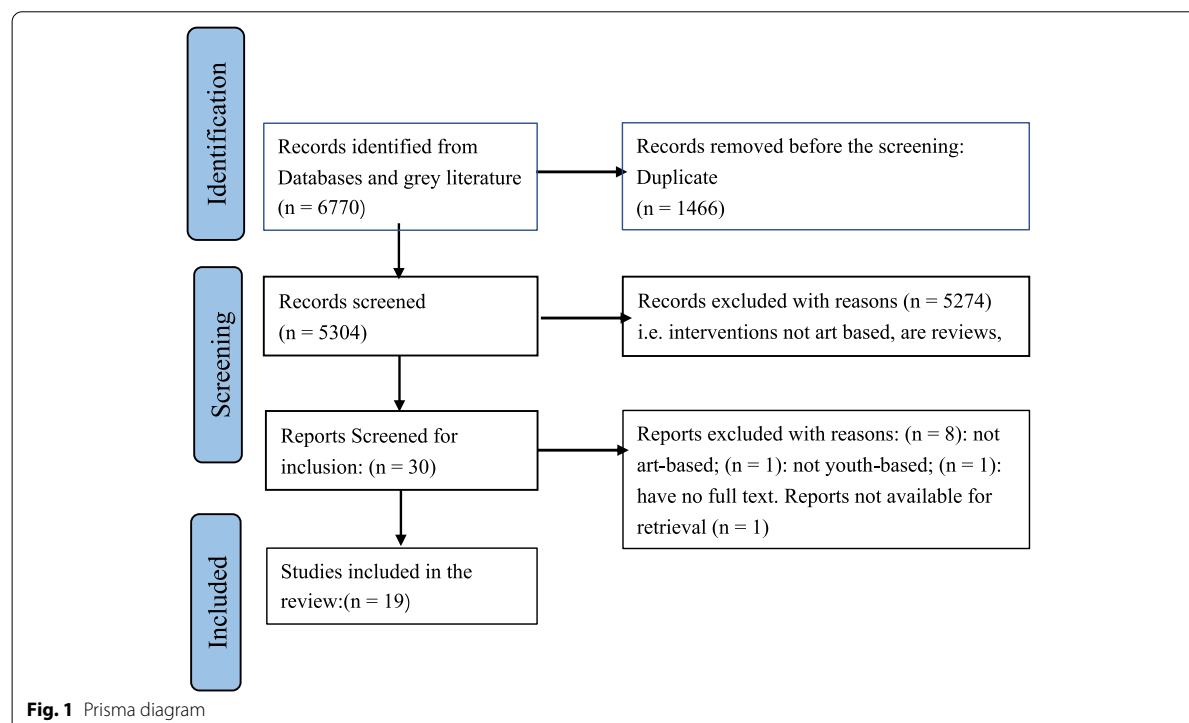 Identification
Records identified from
Databases and grey literature
(n = 6770)
Records removed before the screening:
Duplicate
(n = 1466)
Screening
Records screened
(n = 5304)
Records excluded with reasons (n = 5274)
i.e. interventions not art based, are reviews,
Reports Screened for
inclusion: (n = 30)
Reports excluded with reasons: (n = 8): not
art-based; (n = 1): not youth-based; (n = 1):
have no full text. Reports not available for
retrieval (n = 1)
Included
Studies included in the
review:(n = 19)
Fig. 1 Prisma diagram